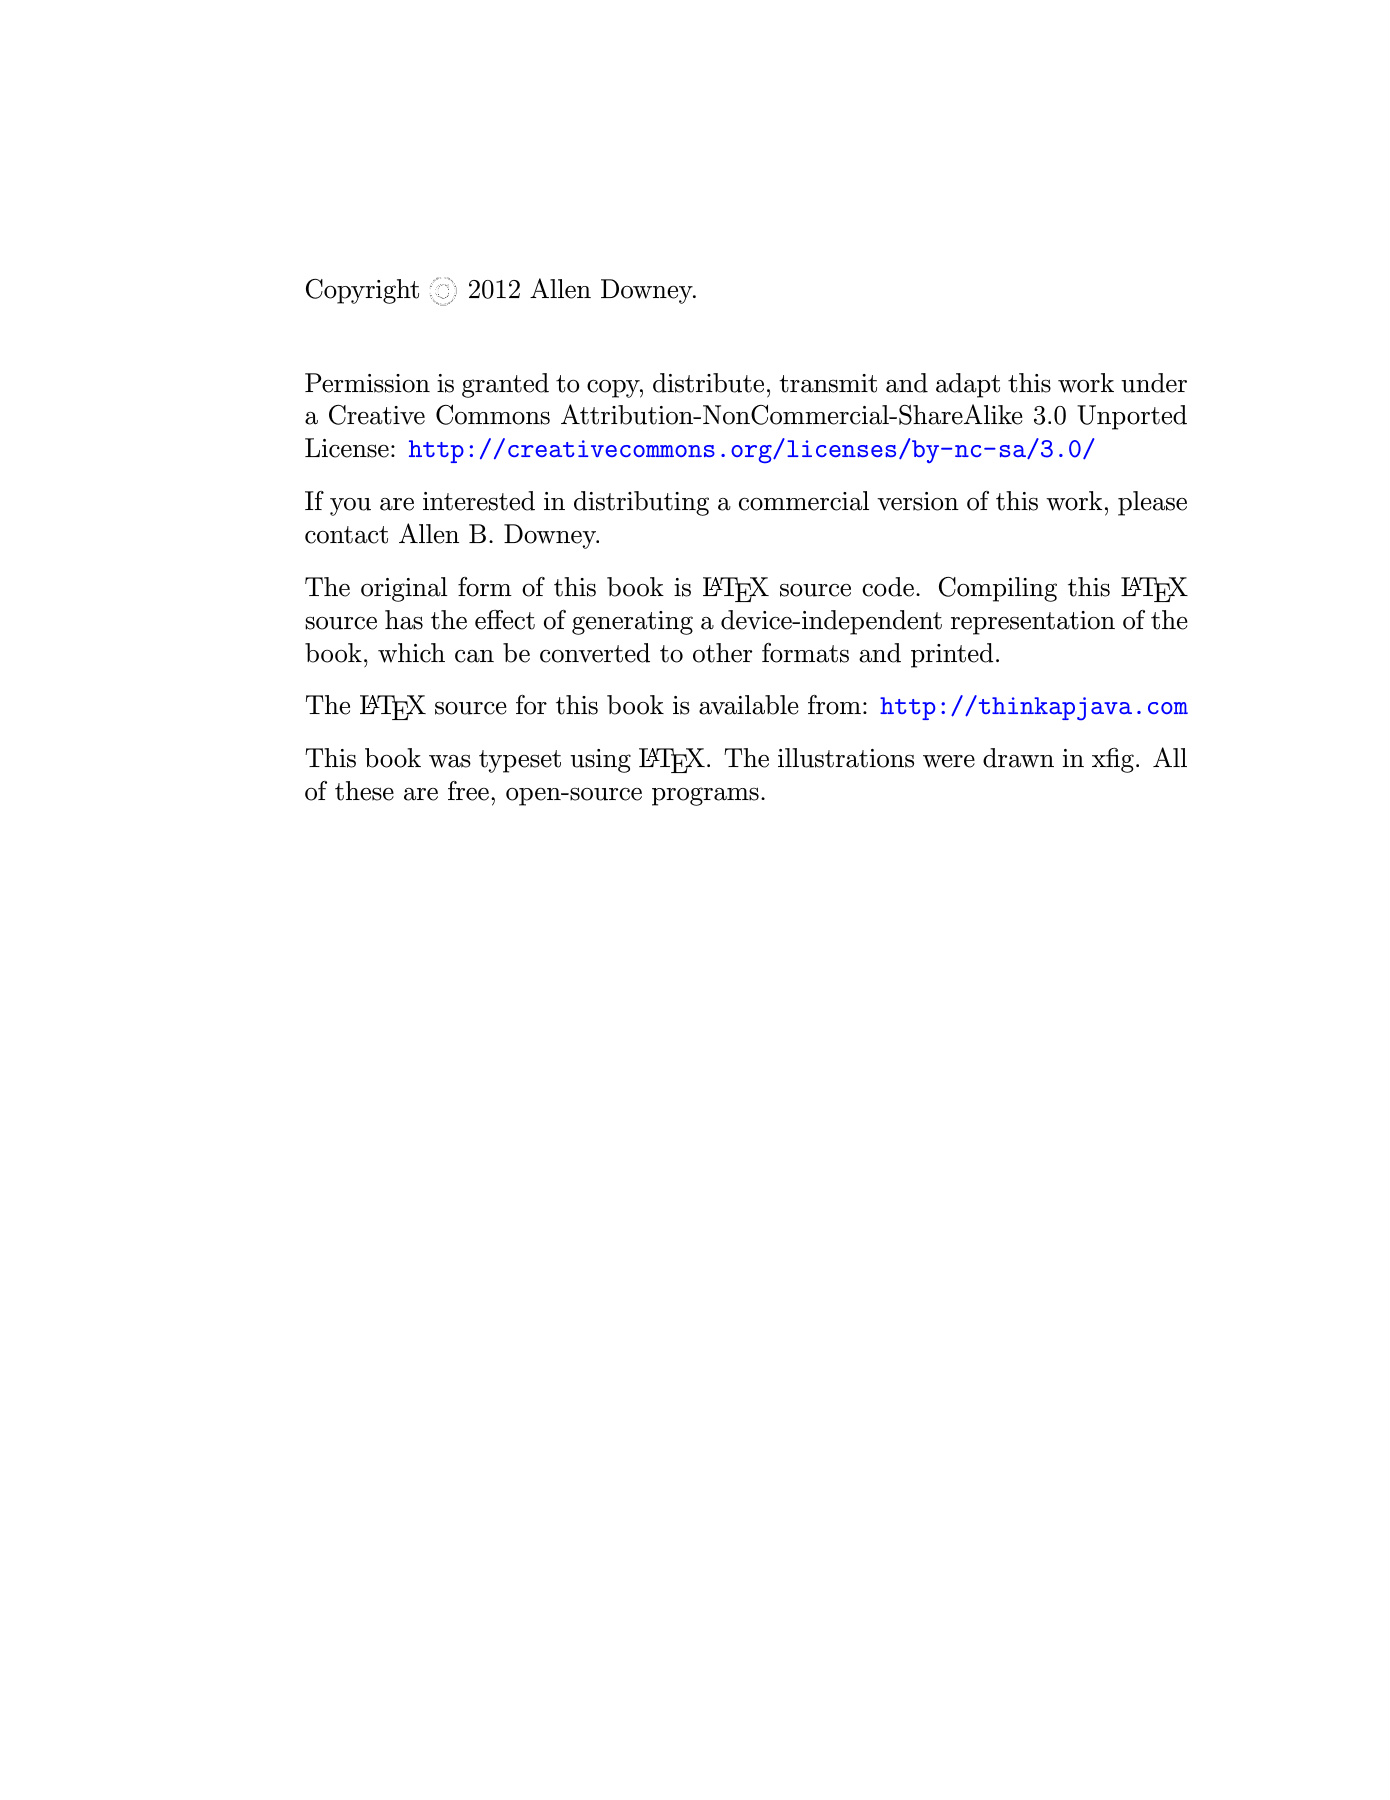 Copyright © 2012 Allen Downey.
Permission is granted to copy, distribute, transmit and adapt this work under
a Creative Commons Attribution-NonCommercial-ShareAlike 3.0 Unported
License: http://creativecommons.org/licenses/by-nc-sa/3.0/
If you are interested in distributing a commercial version of this work, please
contact Allen B. Downey.
The original form of this book is LATEX source code. Compiling this LATEX
source has the effect of generating a device-independent representation of the
book, which can be converted to other formats and printed.
The LATEX source for this book is available from: http://thinkapjava.com
This book was typeset using LATEX. The illustrations were drawn in xfig. All
of these are free, open-source programs.